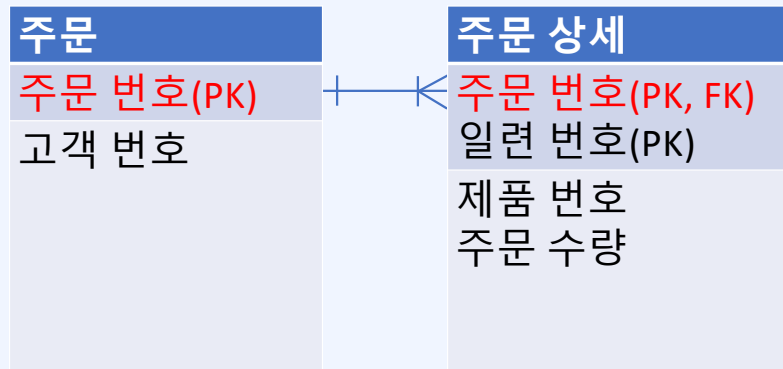 주문
주문 번호(PK)
고객 번호
주문 상세
주문 번호(PK, FK)
일련 번호(PK)
제품 번호
주문 수량